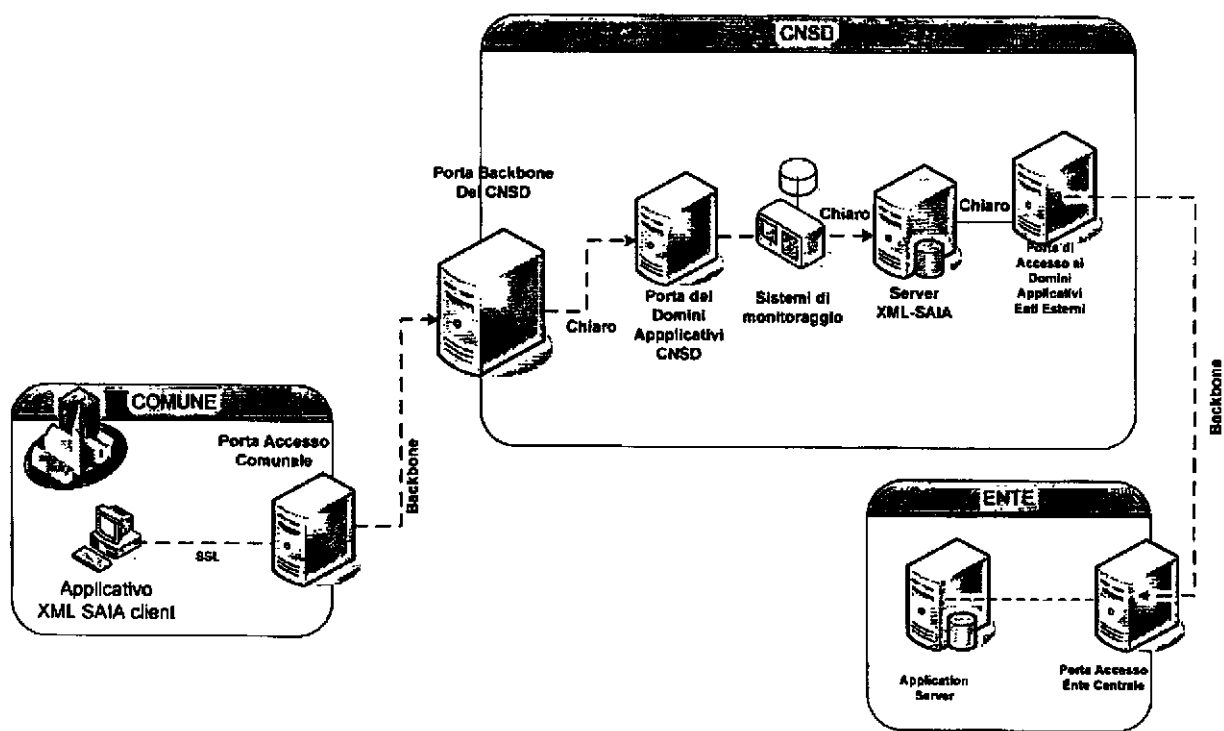 CNSD
Porta Backbone
Del CNSD
Chiaro
Porta dei
Domini
Appplicativi
CNSD
Sistemi di
monitoraggio
Chiaro
Server
XML-SAIA
Chiaro
Porta di
Accesso ai
Domini
Applicativi
Enti Esterni
Backbone
Backbone
COMUNE
Porta Accesso
Comunale
SSL
Applicativo
XML SAIA client
ENTE
Application
Server
Porta Accesso
Ente Centrale